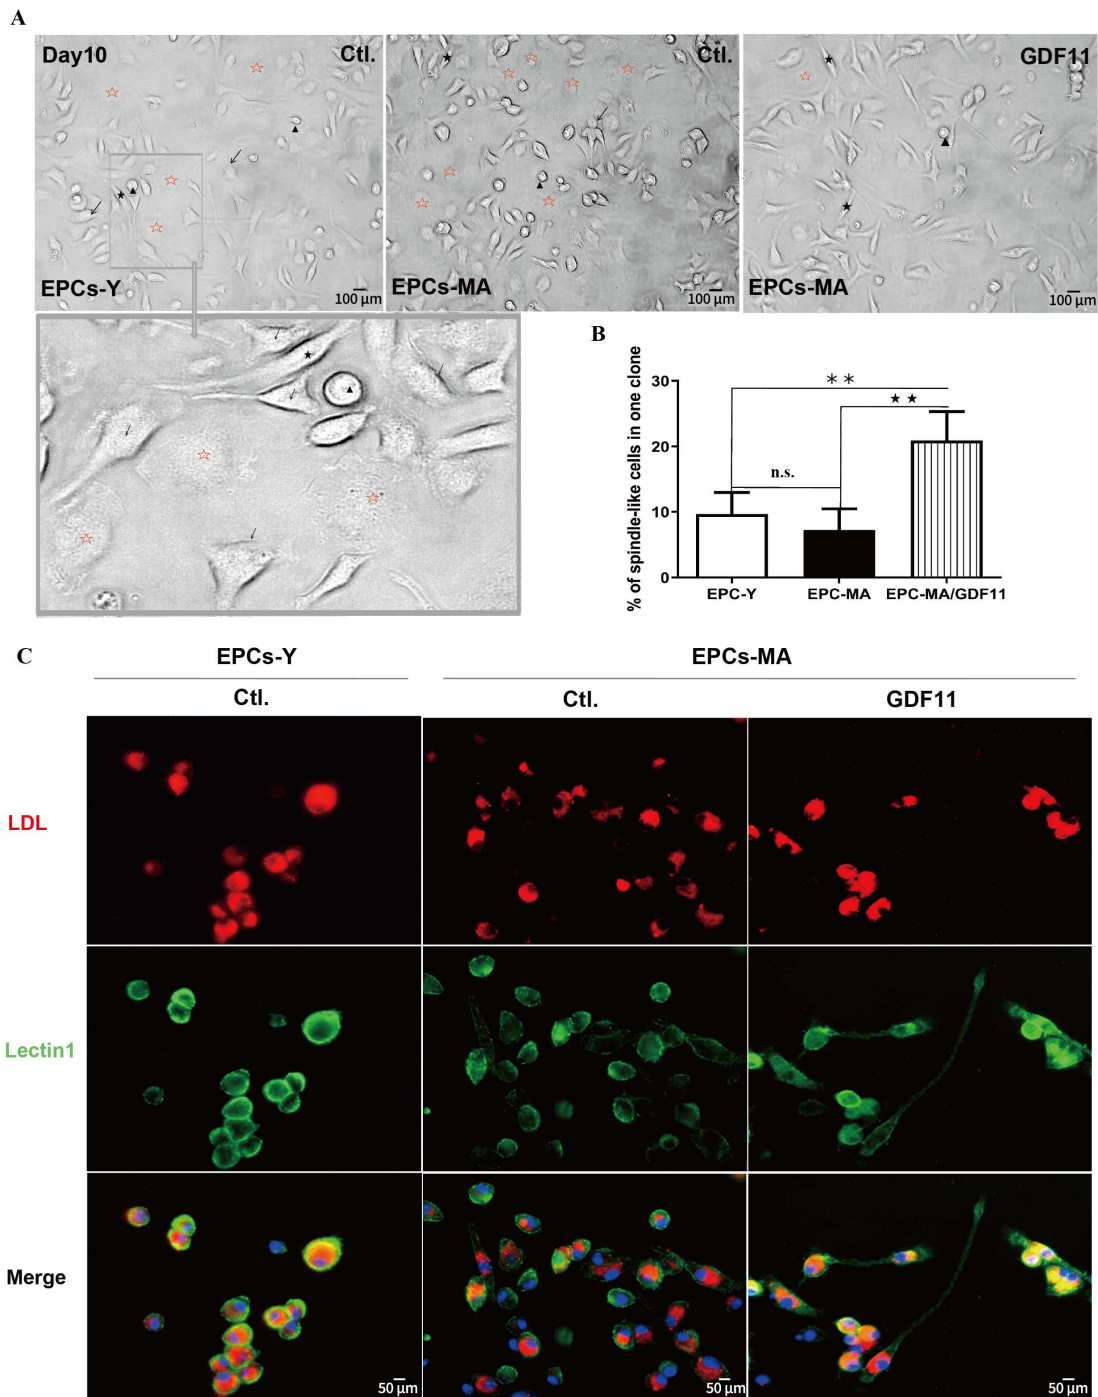 A
Day10
Ctl.
EPCs-Y
100 µm
Ctl.
EPCs-MA
100 µm
GDF11
EPCs-MA
100 µm
B
% of spindle-like cells in one clone
30
20
10
0
**
★★
n.s.
EPC-Y
EPC-MA
EPC-MA/GDF11
C
EPCs-Y
EPCs-MA
Ctl.
Ctl.
GDF11
LDL
Lectin1
Merge
50 µm
50 µm
50 µm